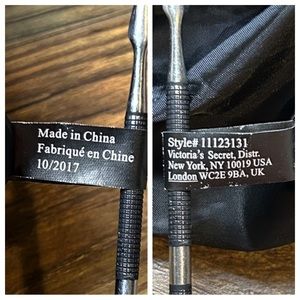 Made in China
Fabriqué en Chine
10/2017
Style# 11123131
Victoria's Secret, Distr.
New York, NY 10019 USA
London WC2E 9BA, UK